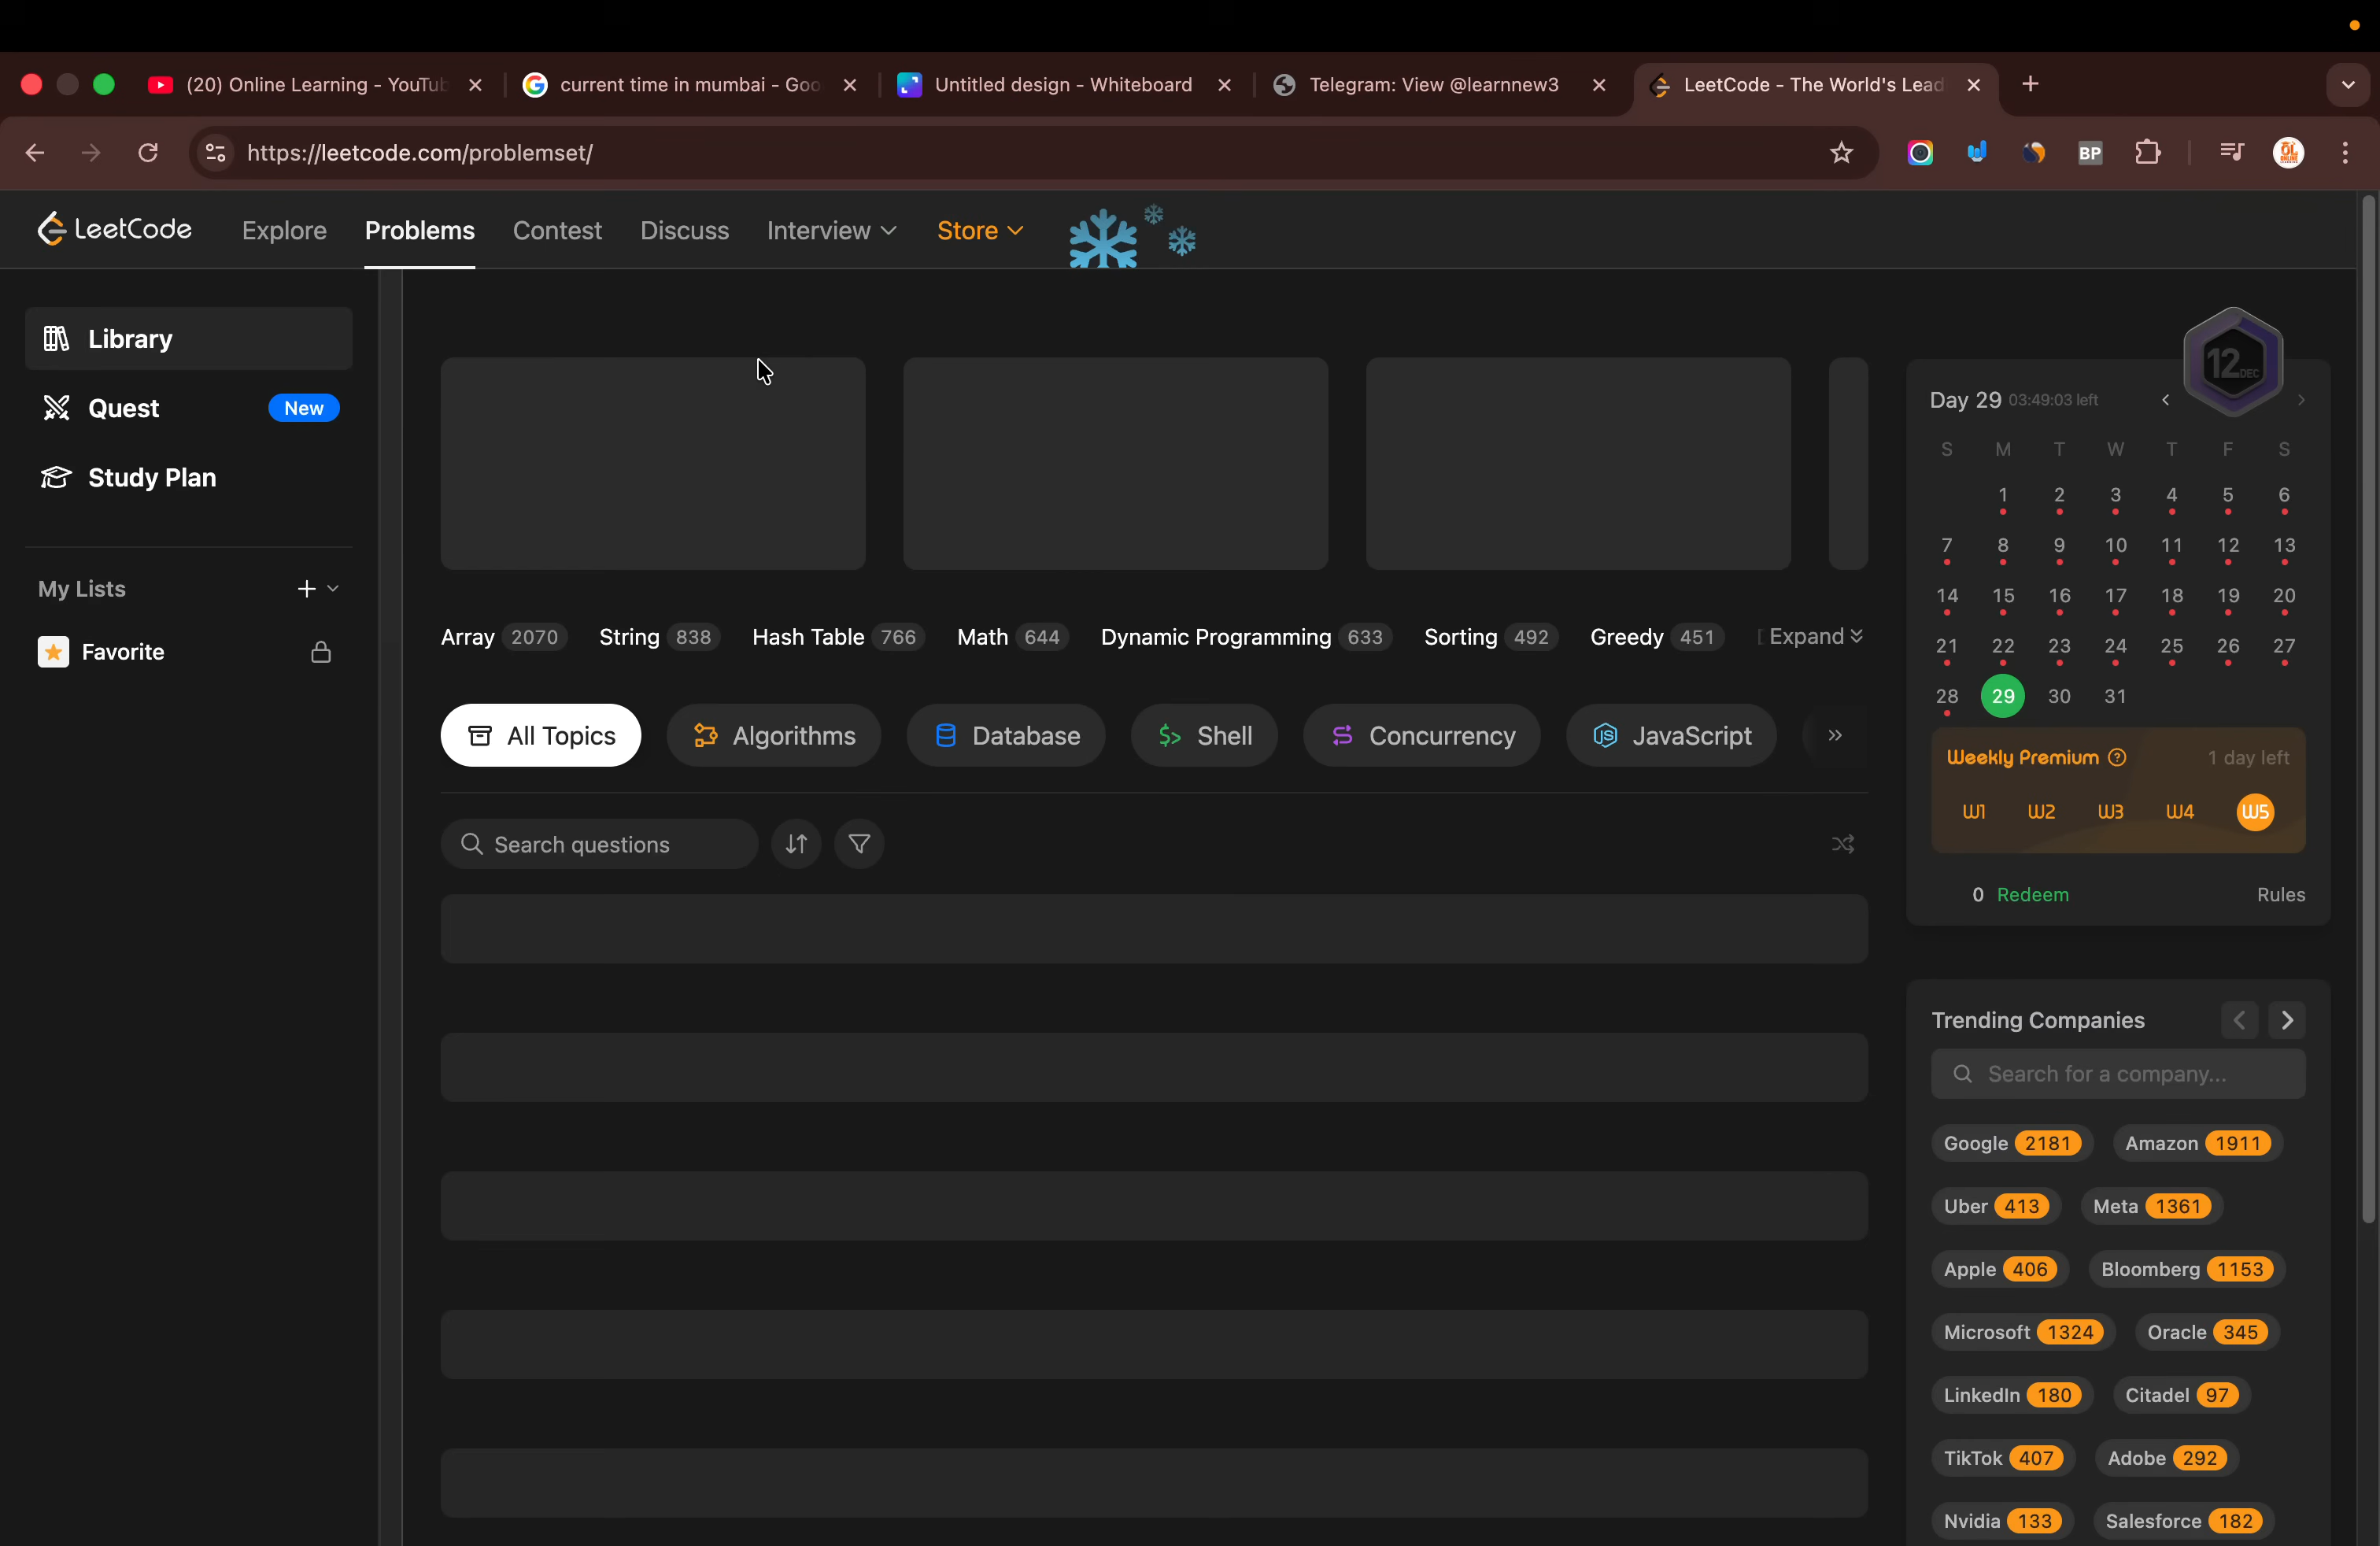 (20) Online Learning - YouTub
current time in mumbai - Goo
Untitled design - Whiteboard
Telegram: View @learnnew3
LeetCode - The World's Lead
https://leetcode.com/problemset/
BP
OL
LeetCode
Explore
Problems
Contest
Discuss
Interview
Store
Library
Quest New
Study Plan
My Lists
Favorite
Array 2070 String 838 Hash Table 766 Math 644 Dynamic Programming 633 Sorting 492 Greedy 451 Expand
All Topics Algorithms Database Shell Concurrency JavaScript
Search questions
12 DEC
Day 29 03:49:03 left
S M T W T F S
1 2 3 4 5 6
7 8 9 10 11 12 13
14 15 16 17 18 19 20
21 22 23 24 25 26 27
28 29 30 31
Weekly Premium 1 day left
W1 W2 W3 W4 W5
0 Redeem Rules
Trending Companies
Search for a company...
Google 2181 Amazon 1911
Uber 413 Meta 1361
Apple 406 Bloomberg 1153
Microsoft 1324 Oracle 345
LinkedIn 180 Citadel 97
TikTok 407 Adobe 292
Nvidia 133 Salesforce 182